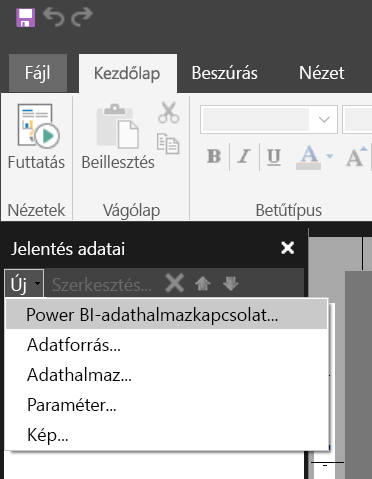 Fájl Kezdőlap Beszúrás Nézet
Futtatás Beillesztés
B I U A A
Nézetek Vágólap Betűtípus
Jelentés adatai
Új Szerkesztés...
Power BI-adathalmazkapcsolat...
Adatforrás...
Adathalmaz...
Paraméter...
Kép...